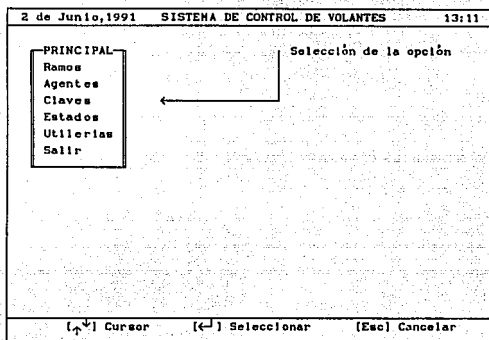 2 de Junio,1991 SISTEMA DE CONTROL DE VOLANTES 13:11
PRINCIPAL
Selección de la opción
Ramos
Agentes
Claves
Estados
Utilerias
Salir
[↑↓] Cursor [↵] Seleccionar [Esc] Cancelar